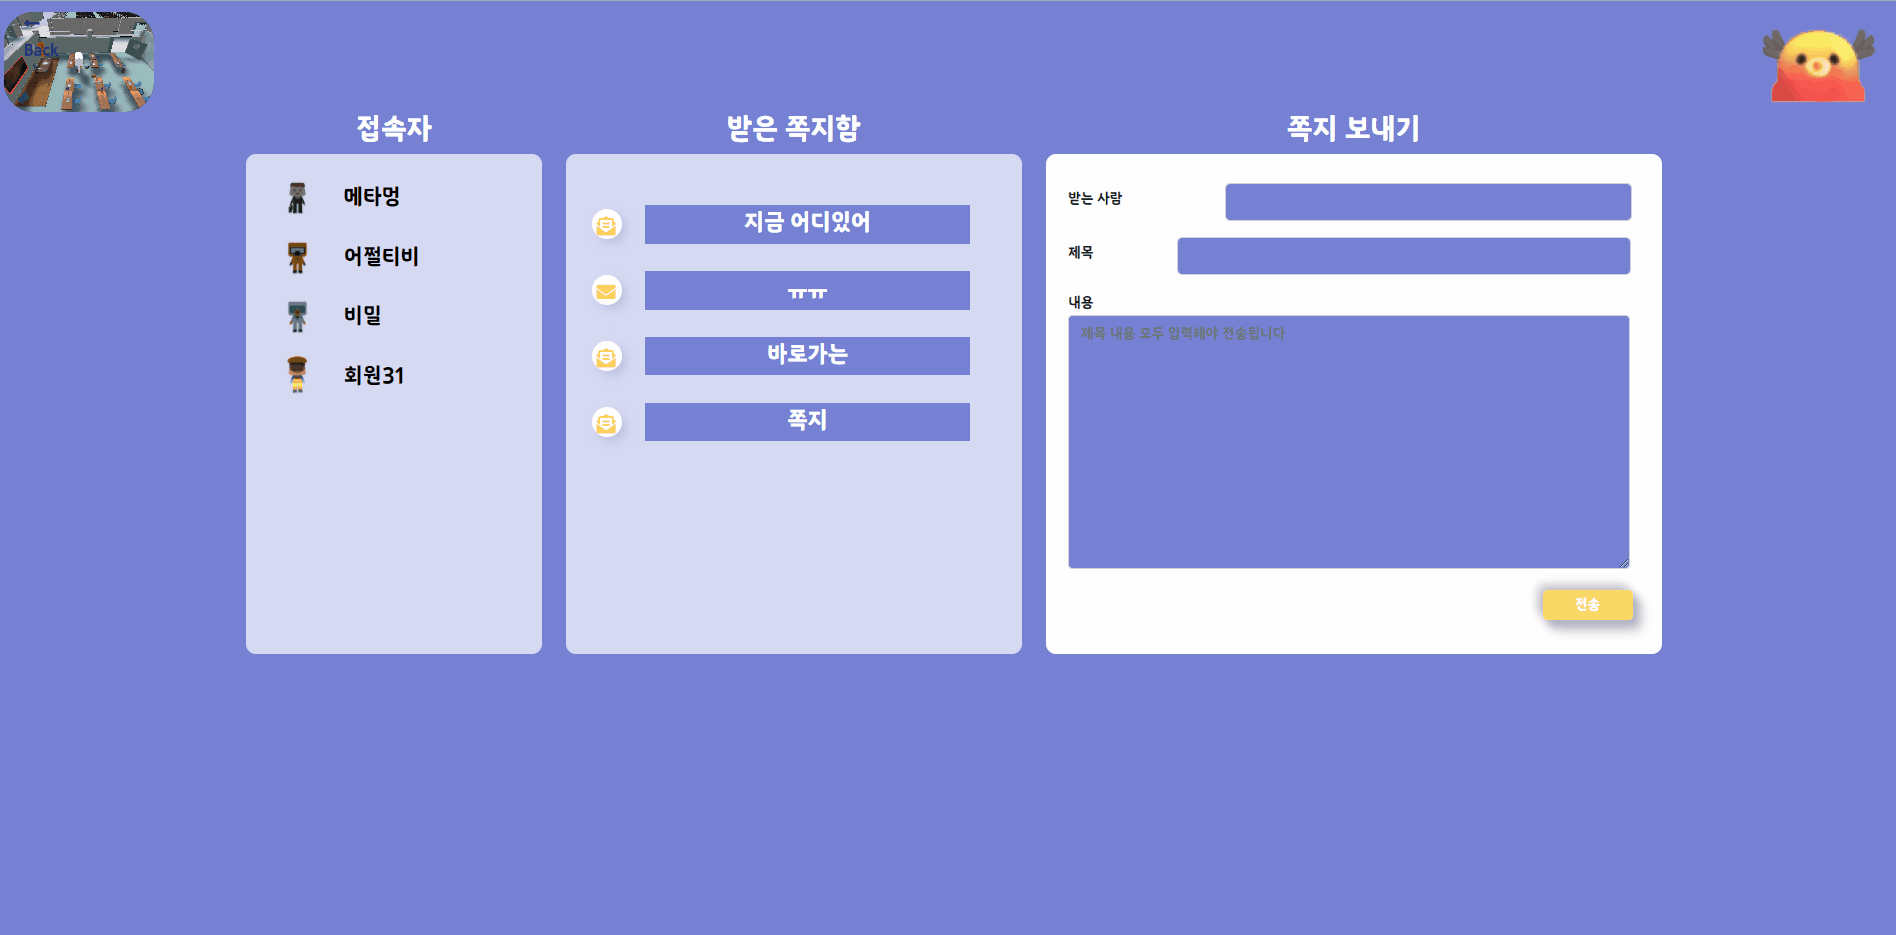 ←
Back
접속자
메타멍
어쩔티비
비밀
회원31
받은 쪽지함
지금 어디있어
ㅠㅠ
바로가는
쪽지
쪽지 보내기
받는 사람
제목
내용
제목 내용 모두 입력해야 전송됩니다
전송